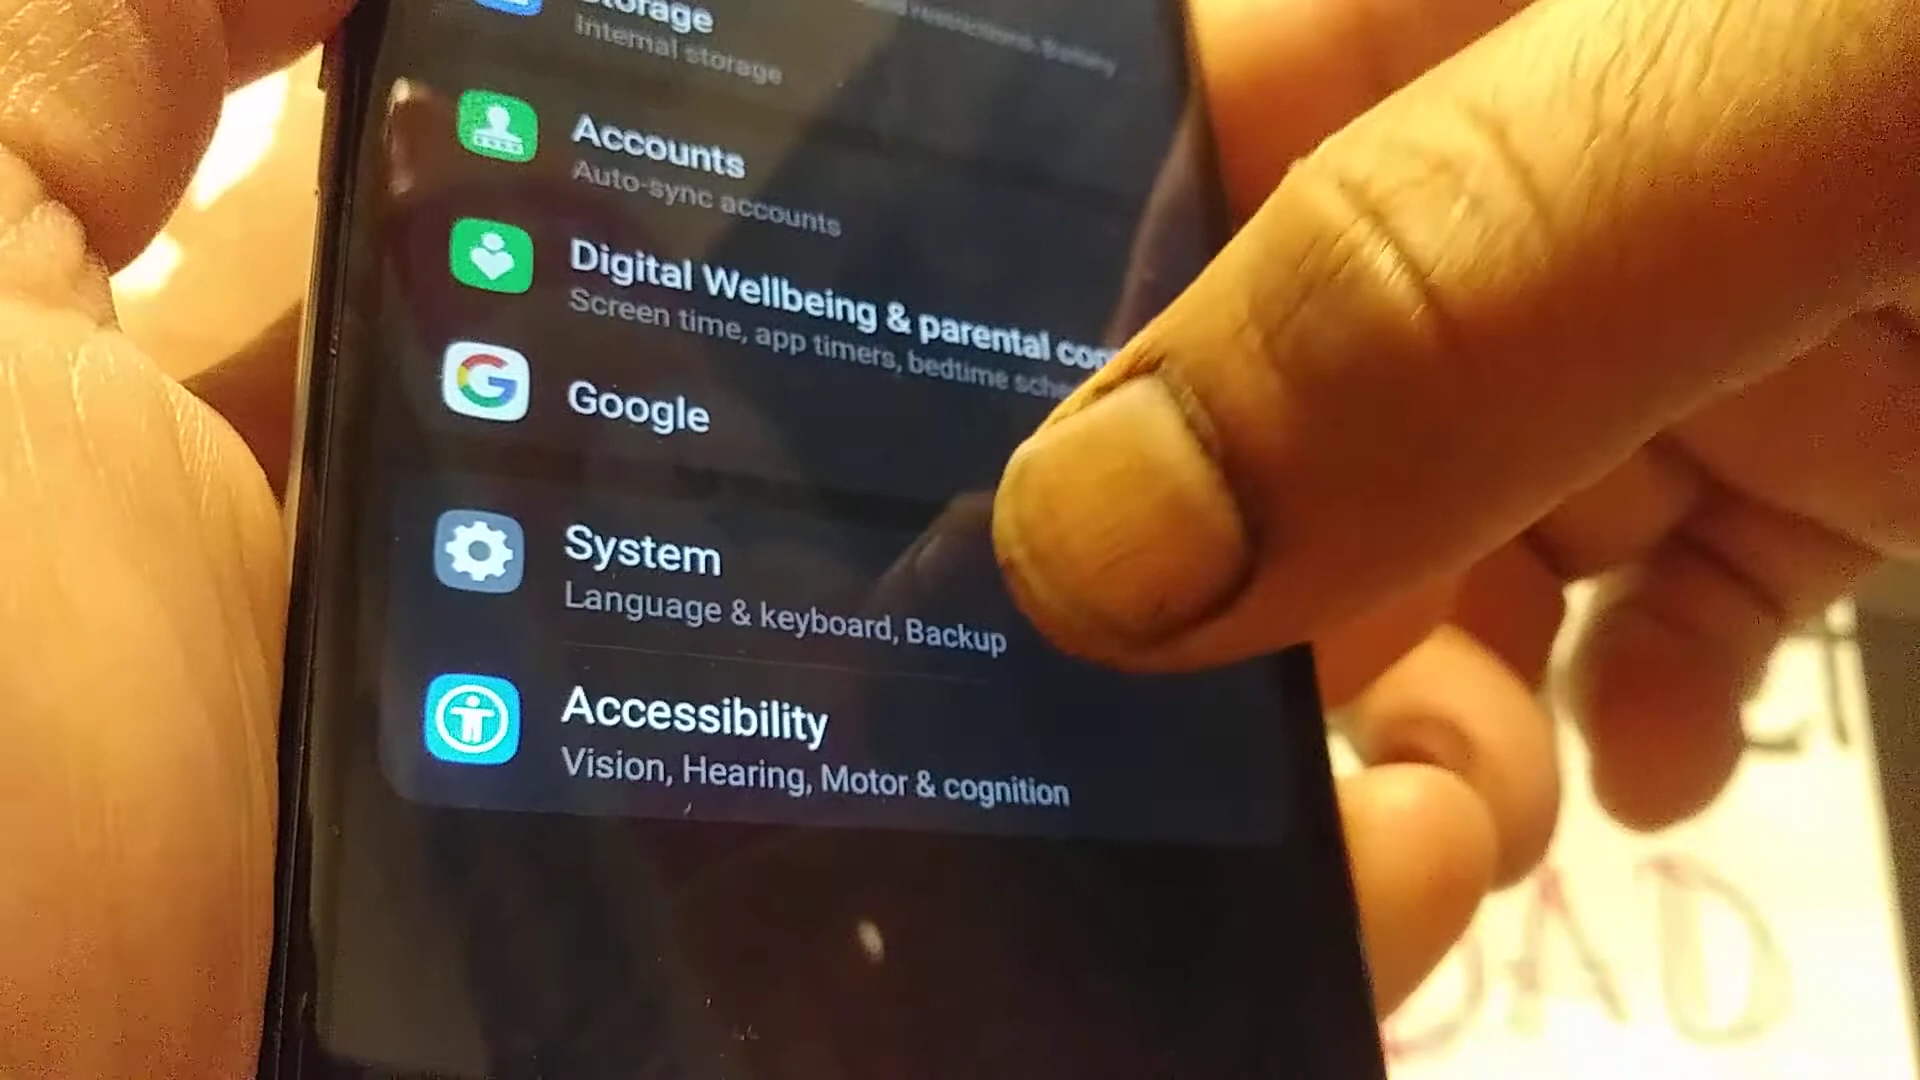 Storage
Internal storage
Accounts
Auto-sync accounts
Digital Wellbeing & parental
Screen time, app timers, bedtime
Google
System
Language & keyboard, Backup
Accessibility
Vision, Hearing, Motor & cognition